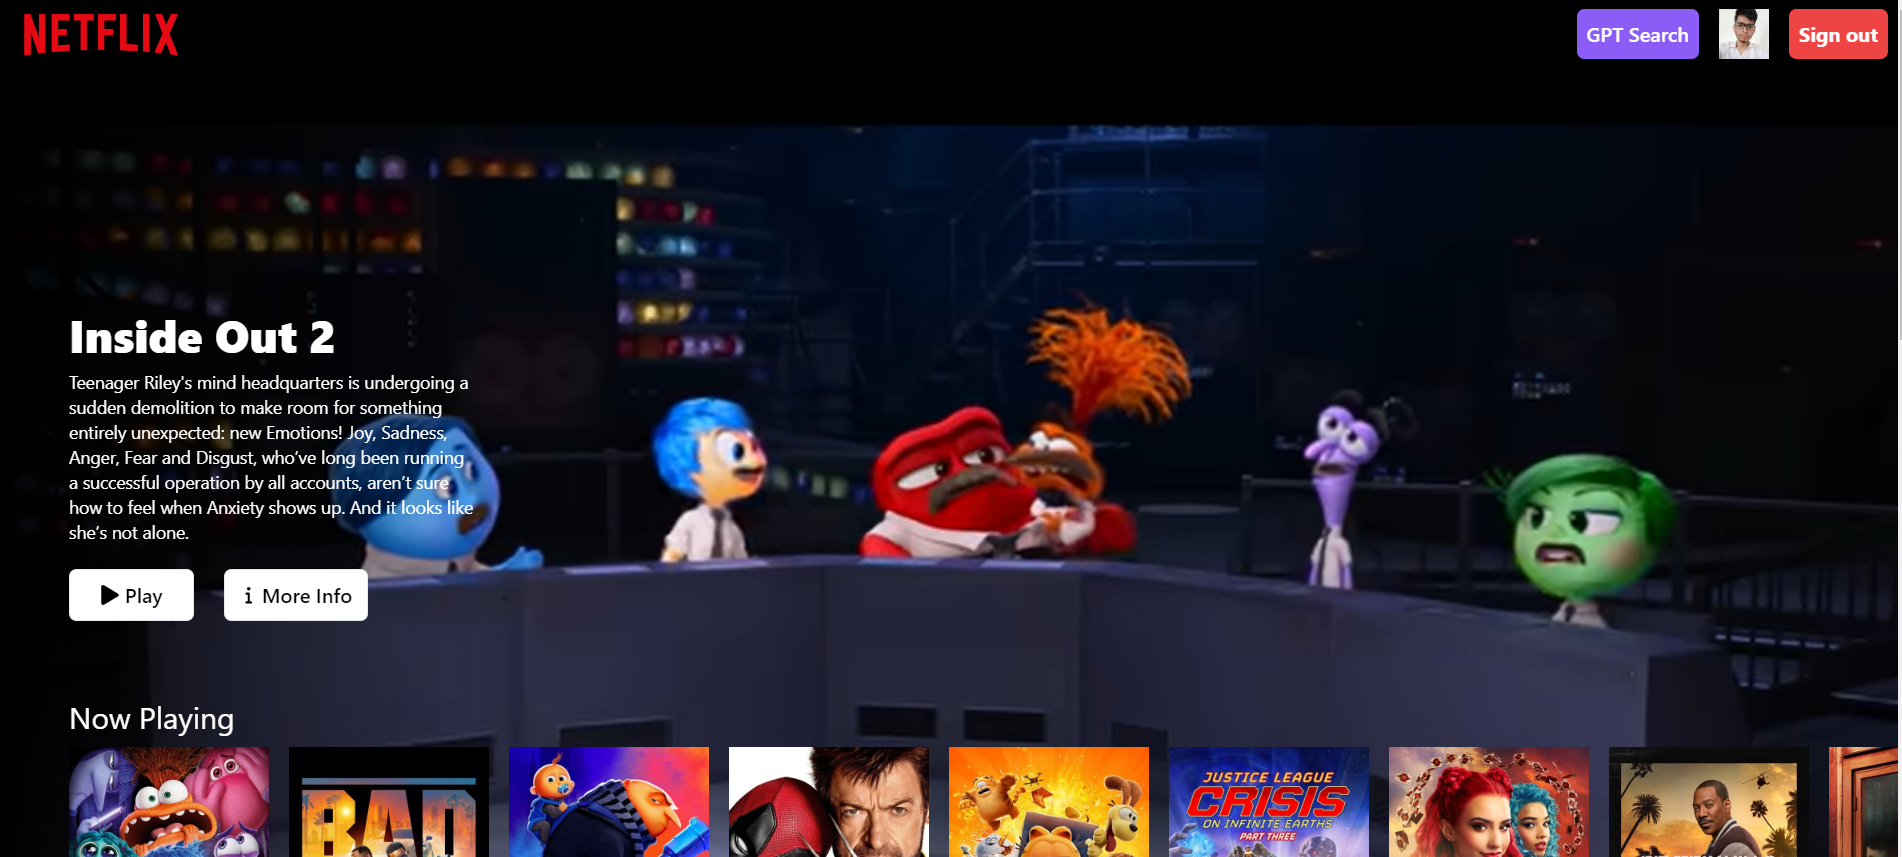 NETFLIX
GPT Search
Sign out
Inside Out 2
Teenager Riley's mind headquarters is undergoing a
sudden demolition to make room for something
entirely unexpected: new Emotions! Joy, Sadness,
Anger, Fear and Disgust, who’ve long been running
a successful operation by all accounts, aren’t sure
how to feel when Anxiety shows up. And it looks like
she’s not alone.
Play
More Info
Now Playing
BAD
JUSTICE LEAGUE
CRISIS
ON INFINITE EARTHS
PART THREE